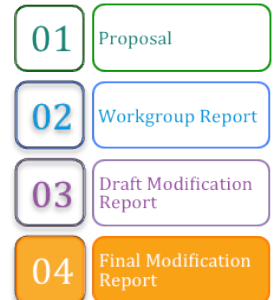 01 Proposal
02 Workgroup Report
03 Draft Modification
Report
04 Final Modification
Report